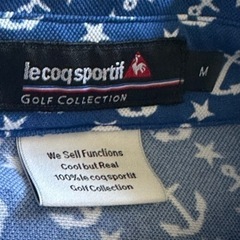 le coq sportif
GOLF COLLECTION
M
We Sell Functions
Cool but Real
100% le coq sportif
Golf Collection